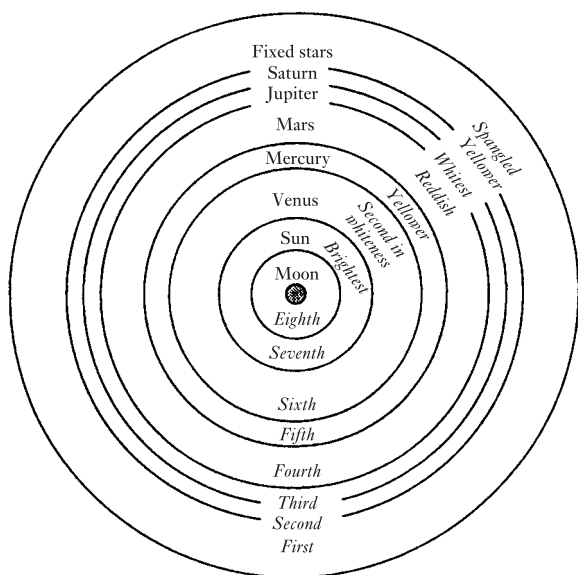 Fixed stars
Saturn
Jupiter
Mars
Mercury
Venus
Sun
Moon
Spangled
Yellower
Whitest
Reddish
Yellower
Second in
whiteness
Brightest
Eighth
Seventh
Sixth
Fifth
Fourth
Third
Second
First